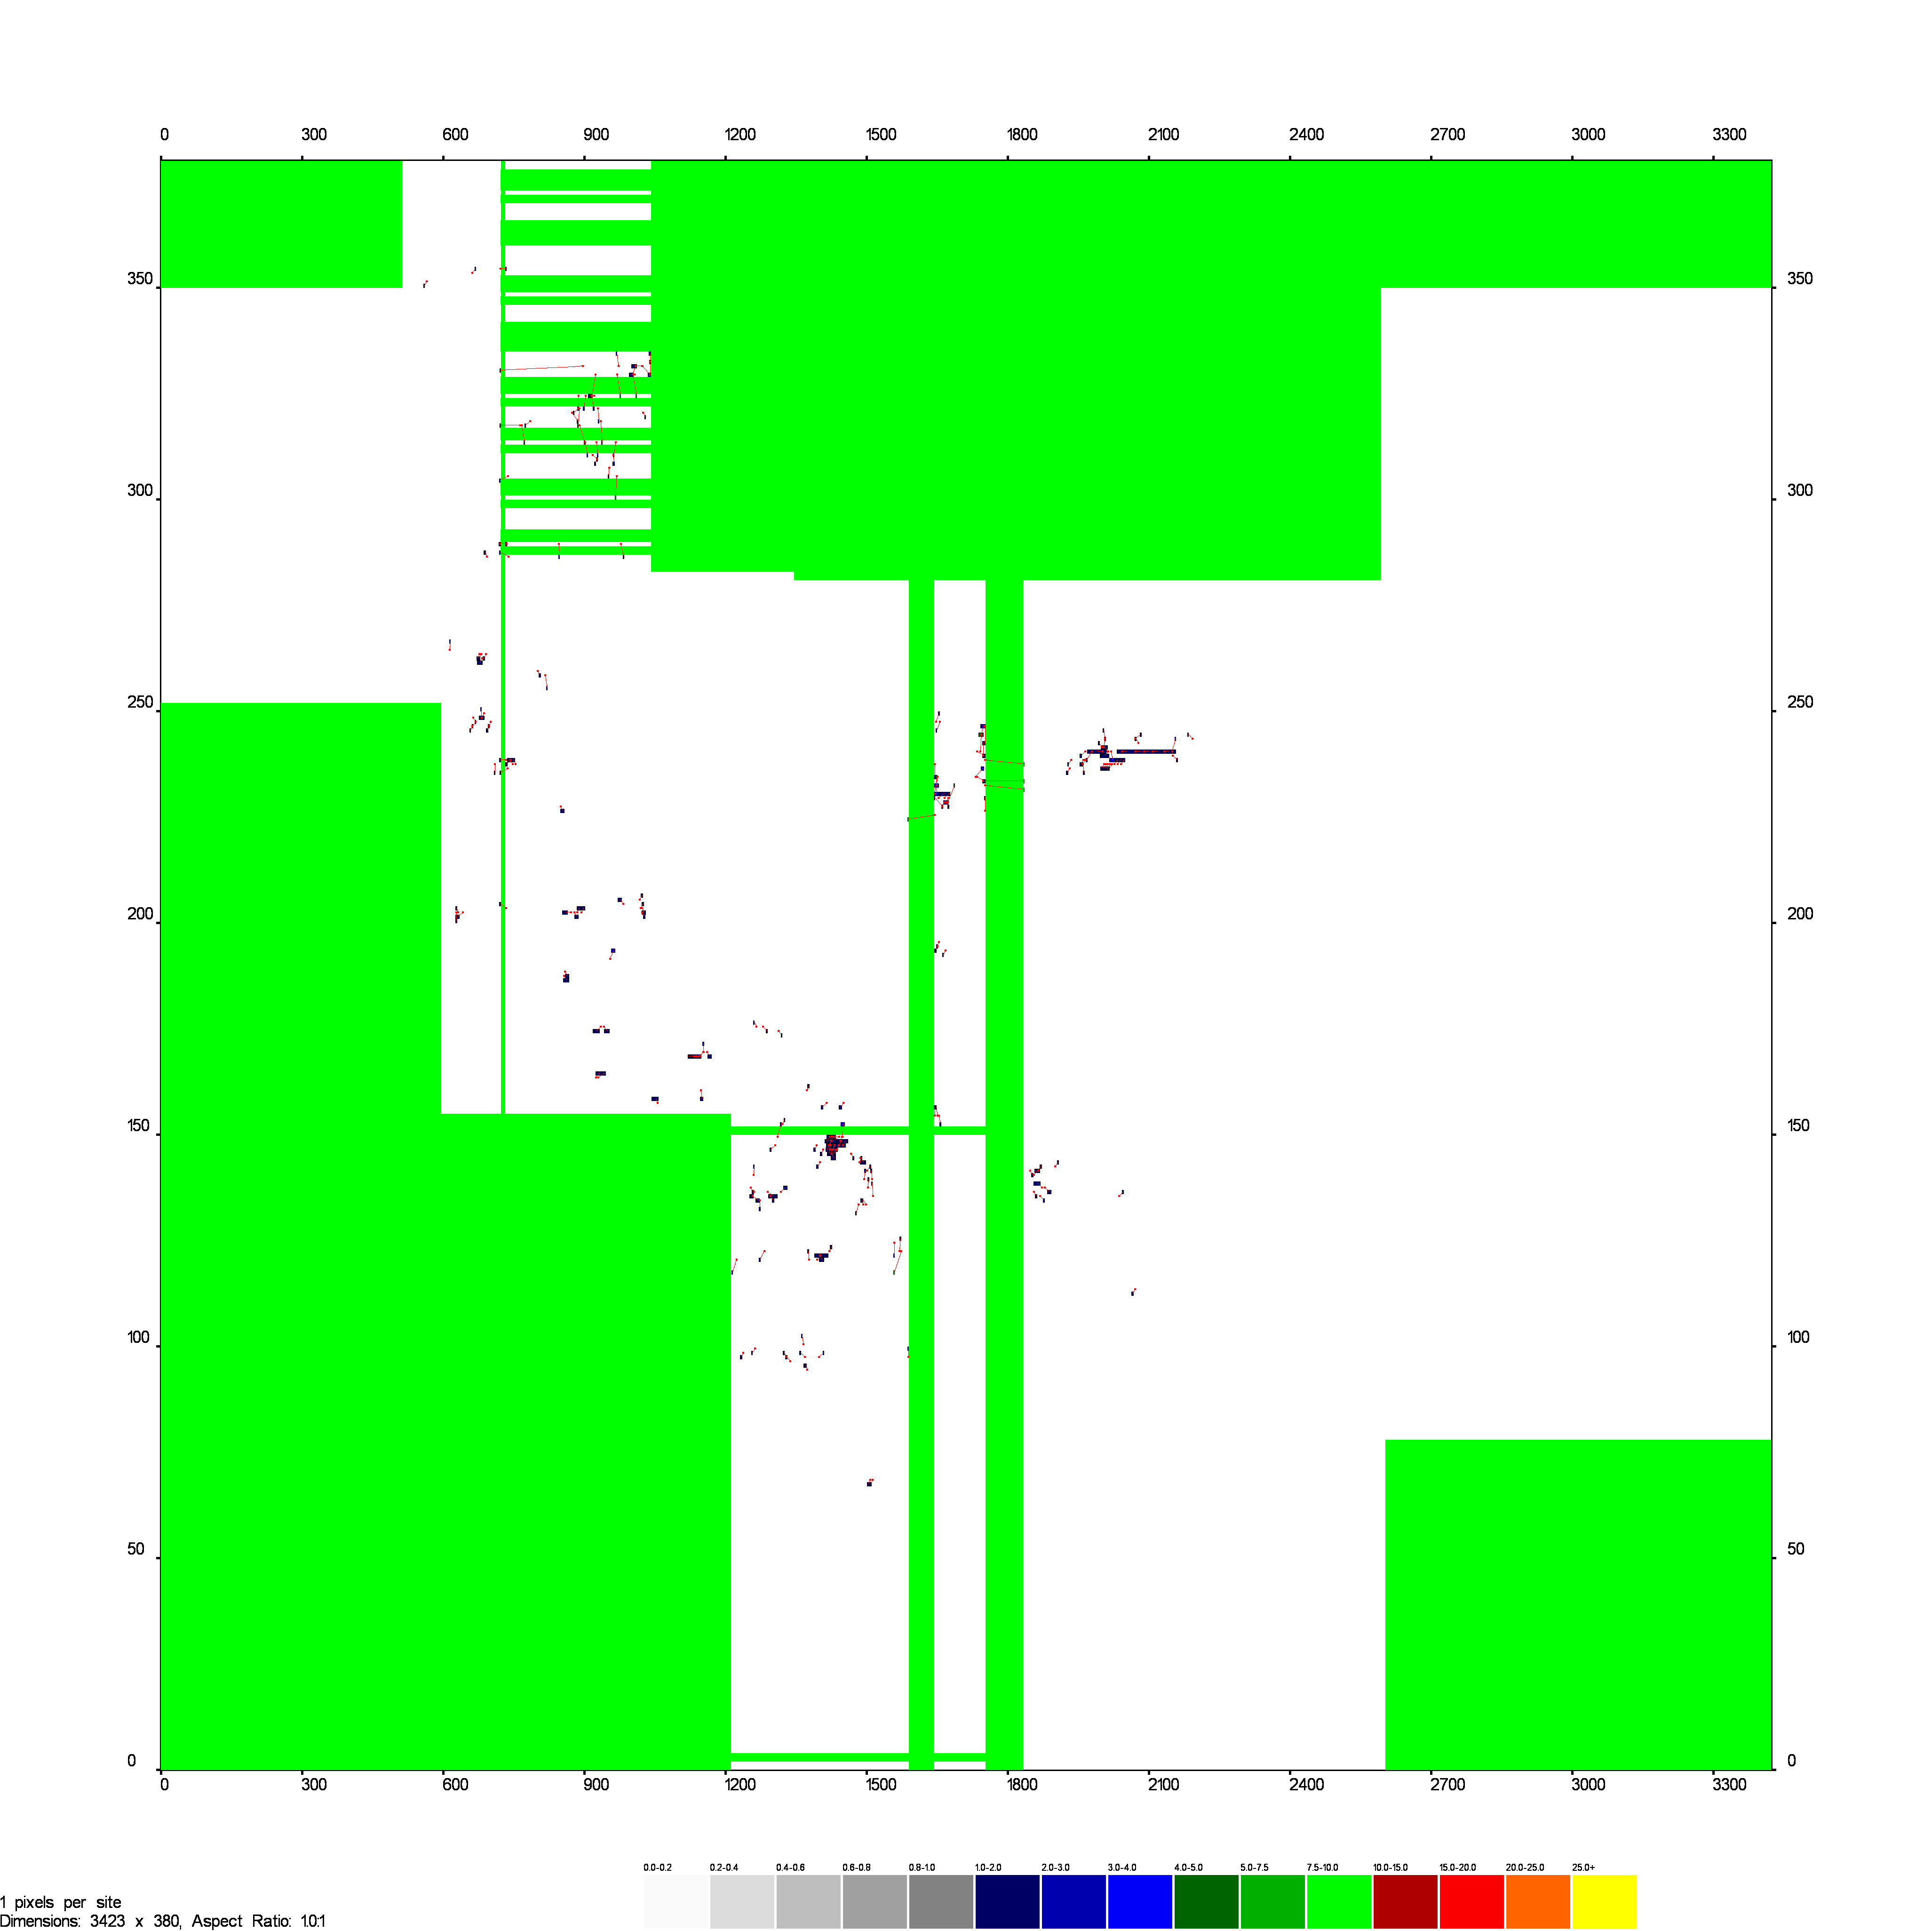 0 300 600 900 1200 1500 1800 2100 2400 2700 3000 3300
350 350
300 300
250 250
200 200
150 150
100 100
50 50
0 0
0 300 600 900 1200 1500 1800 2100 2400 2700 3000 3300
0.0-0.2 0.2-0.4 0.4-0.6 0.6-0.8 0.8-1.0 1.0-2.0 2.0-3.0 3.0-4.0 4.0-5.0 5.0-7.5 7.5-10.0 10.0-15.0 15.0-20.0 20.0-25.0 25.0+
1 pixels per site
Dimensions: 3423 x 380, Aspect Ratio: 1.0:1